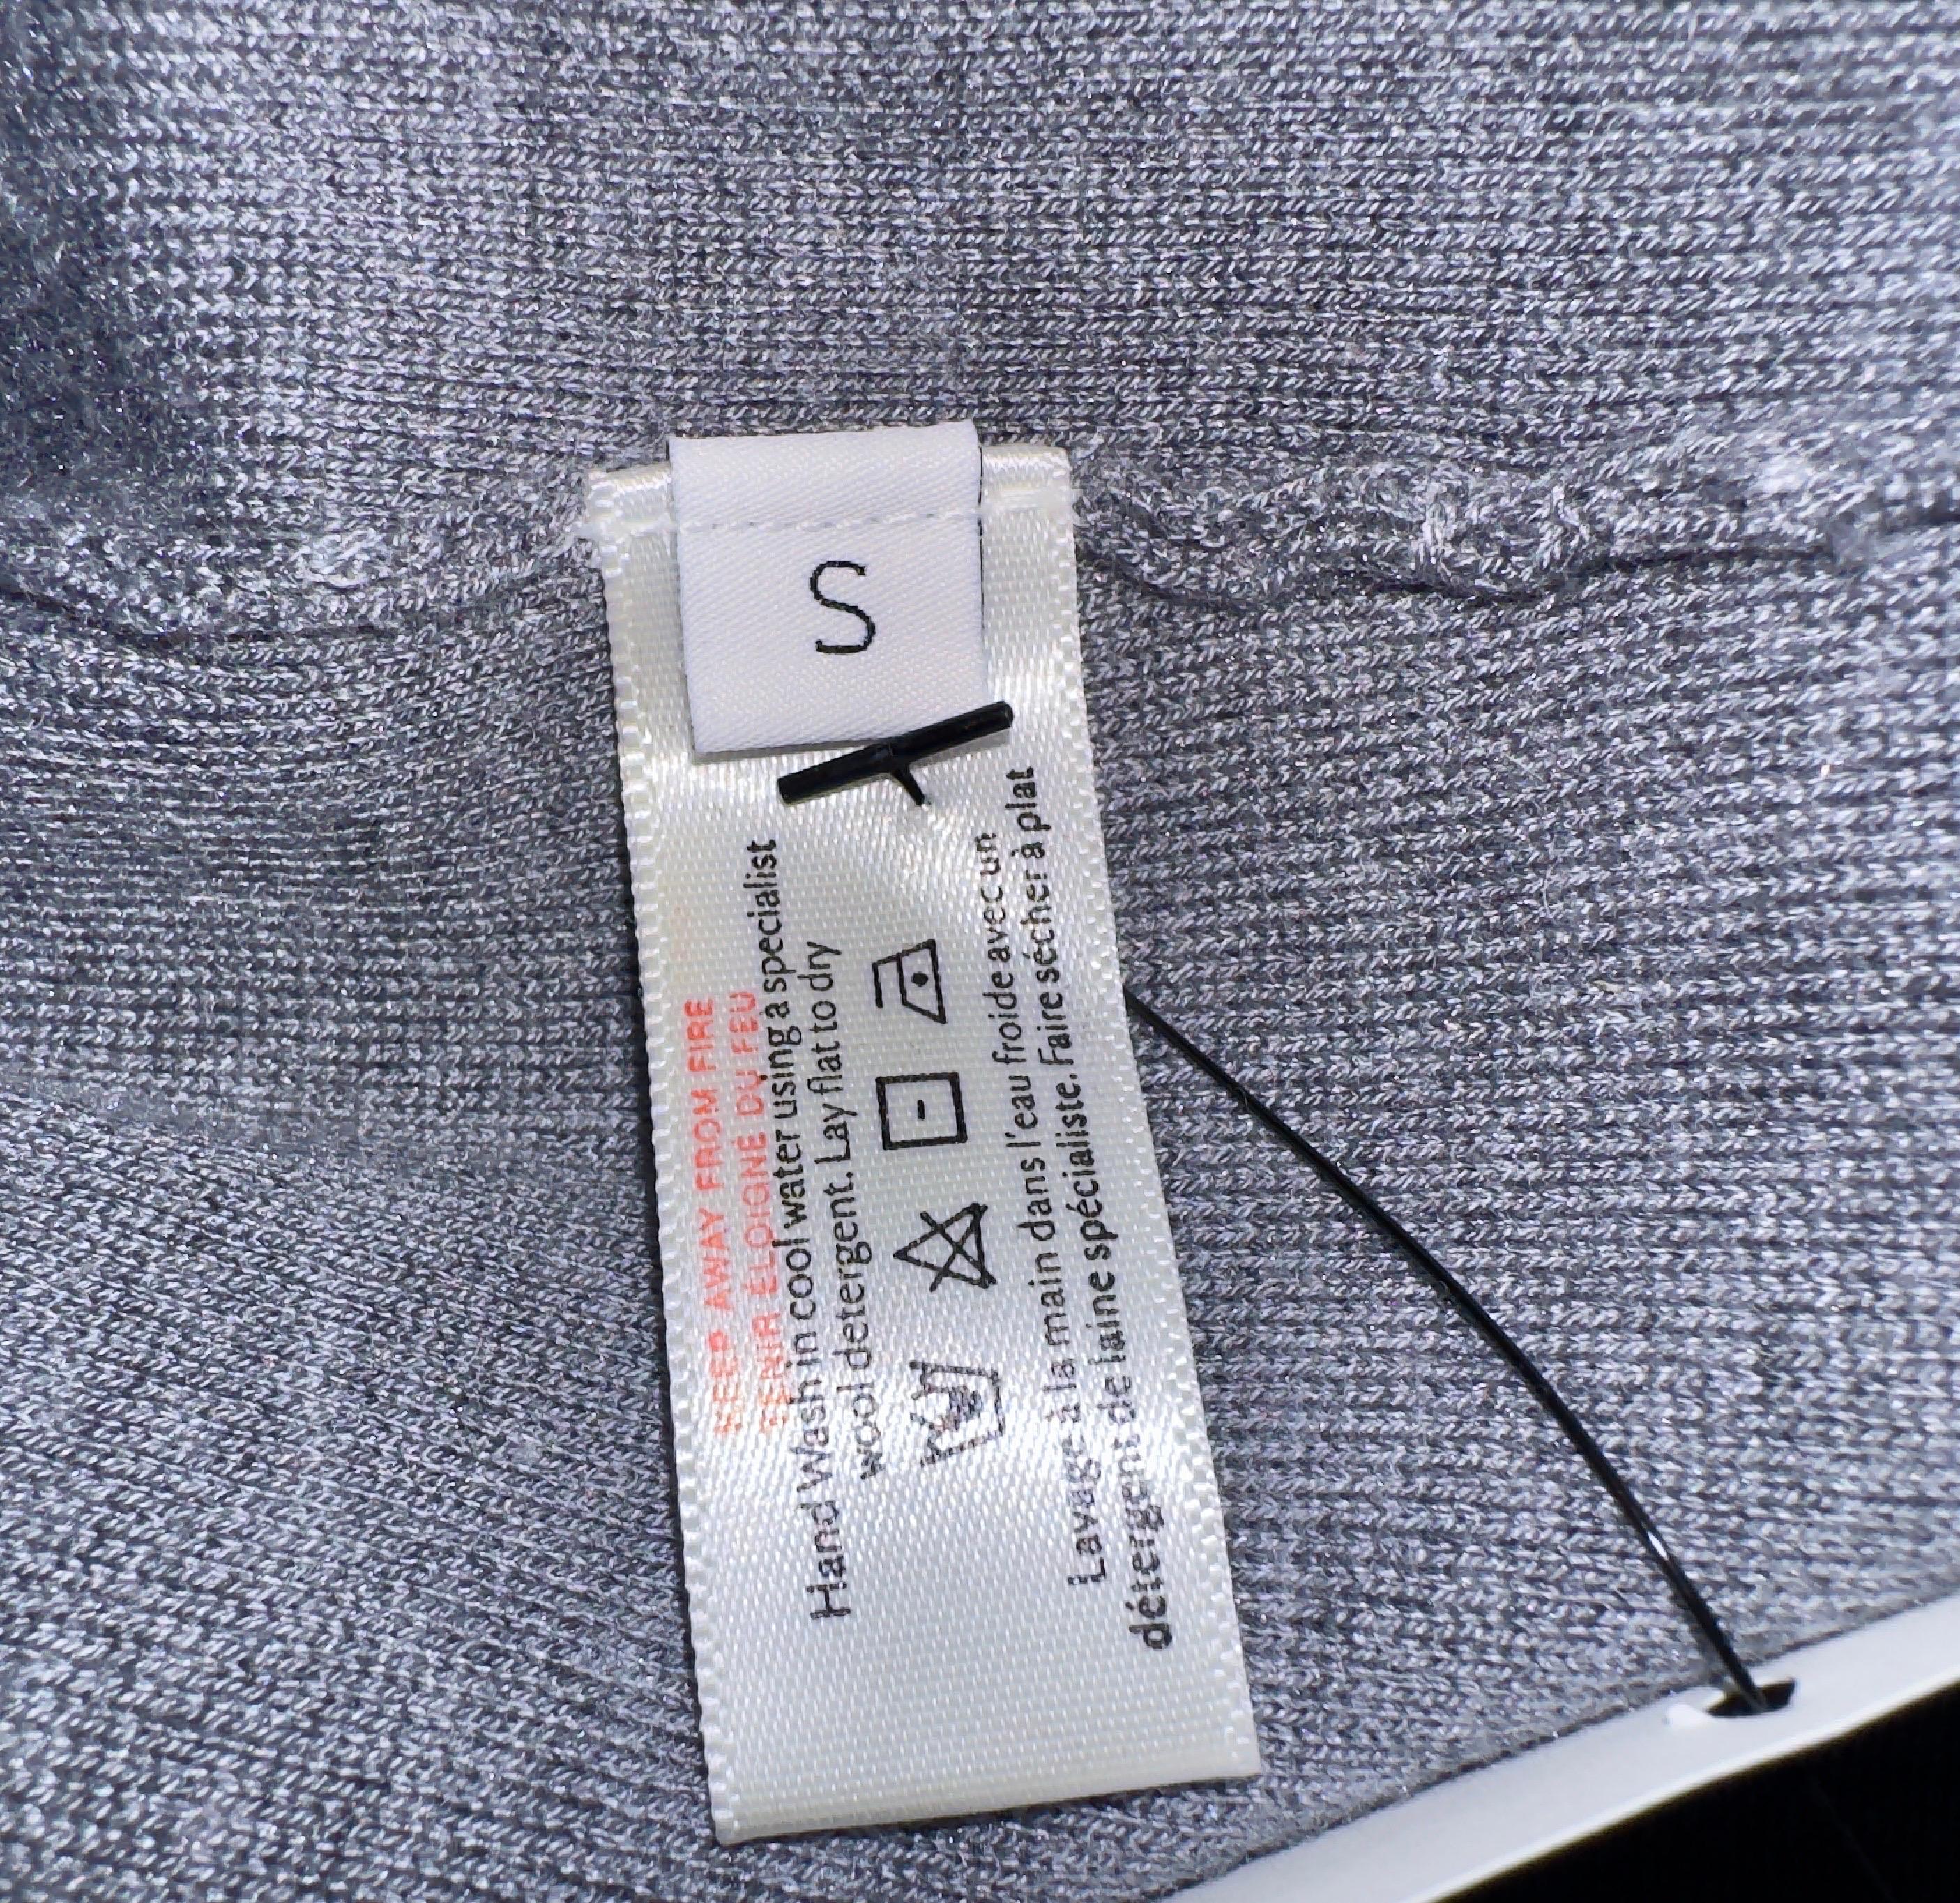 S
KEEP AWAY FROM FIRE
TENIR ÉLOIGNE DU FEU
Hand Wash in cool water using a specialist
wool detergent. Lay flat to dry
Lavage à la main dans l'eau froide avec un
détergent de laine spécialiste. Faire sécher à plat